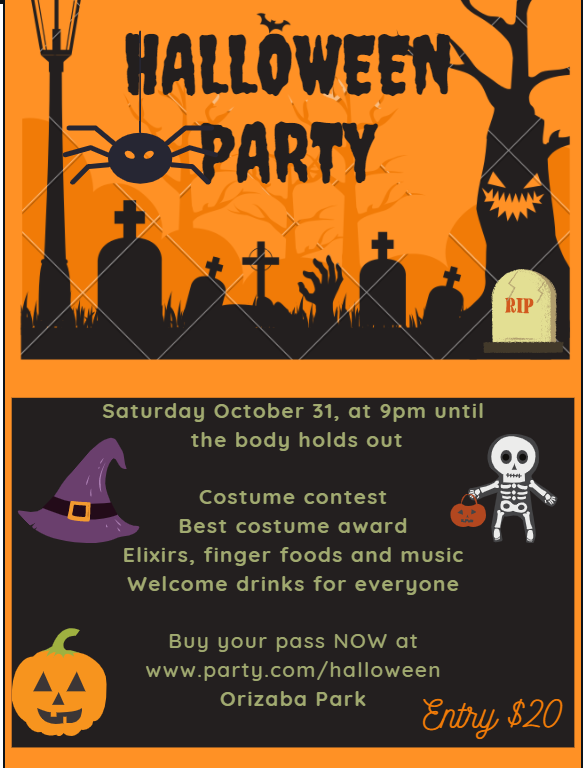 HALLOWEEN
PARTY
RIP
Saturday October 31, at 9pm until
the body holds out
Costume contest
Best costume award
Elixirs, finger foods and music
Welcome drinks for everyone
Buy your pass NOW at
www.party.com/halloween
Orizaba Park
Entry $20